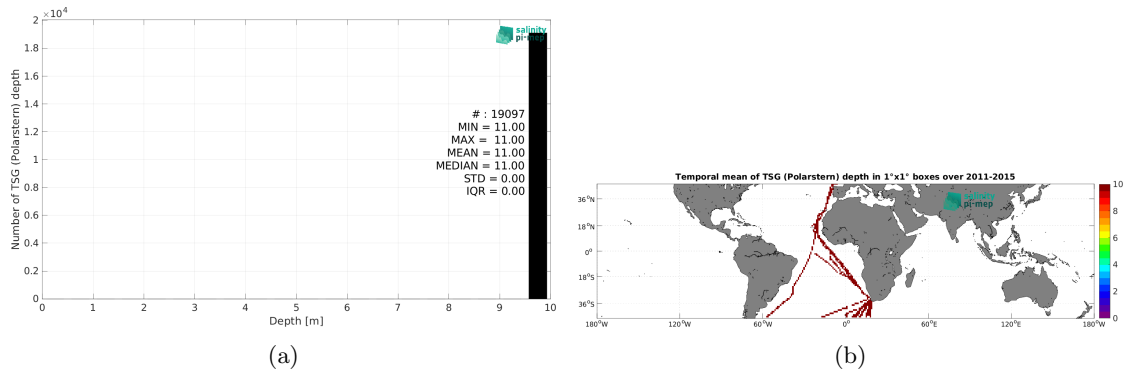 ×10⁴
2
1.8
1.6
1.4
1.2
1
0.8
0.6
0.4
0.2
0
Number of TSG (Polarstern) depth
salinity
pi-mep
# : 19097
MIN = 11.00
MAX = 11.00
MEAN = 11.00
MEDIAN = 11.00
STD = 0.00
IQR = 0.00
0 1 2 3 4 5 6 7 8 9 10
Depth [m]
(a)
Temporal mean of TSG (Polarstern) depth in 1°x1° boxes over 2011-2015
salinity
pi-mep
36°N
18°N
0°
18°S
36°S
180°W 120°W 60°W 0°W 60°E 120°E 180°W
10
8
6
4
2
0
(b)